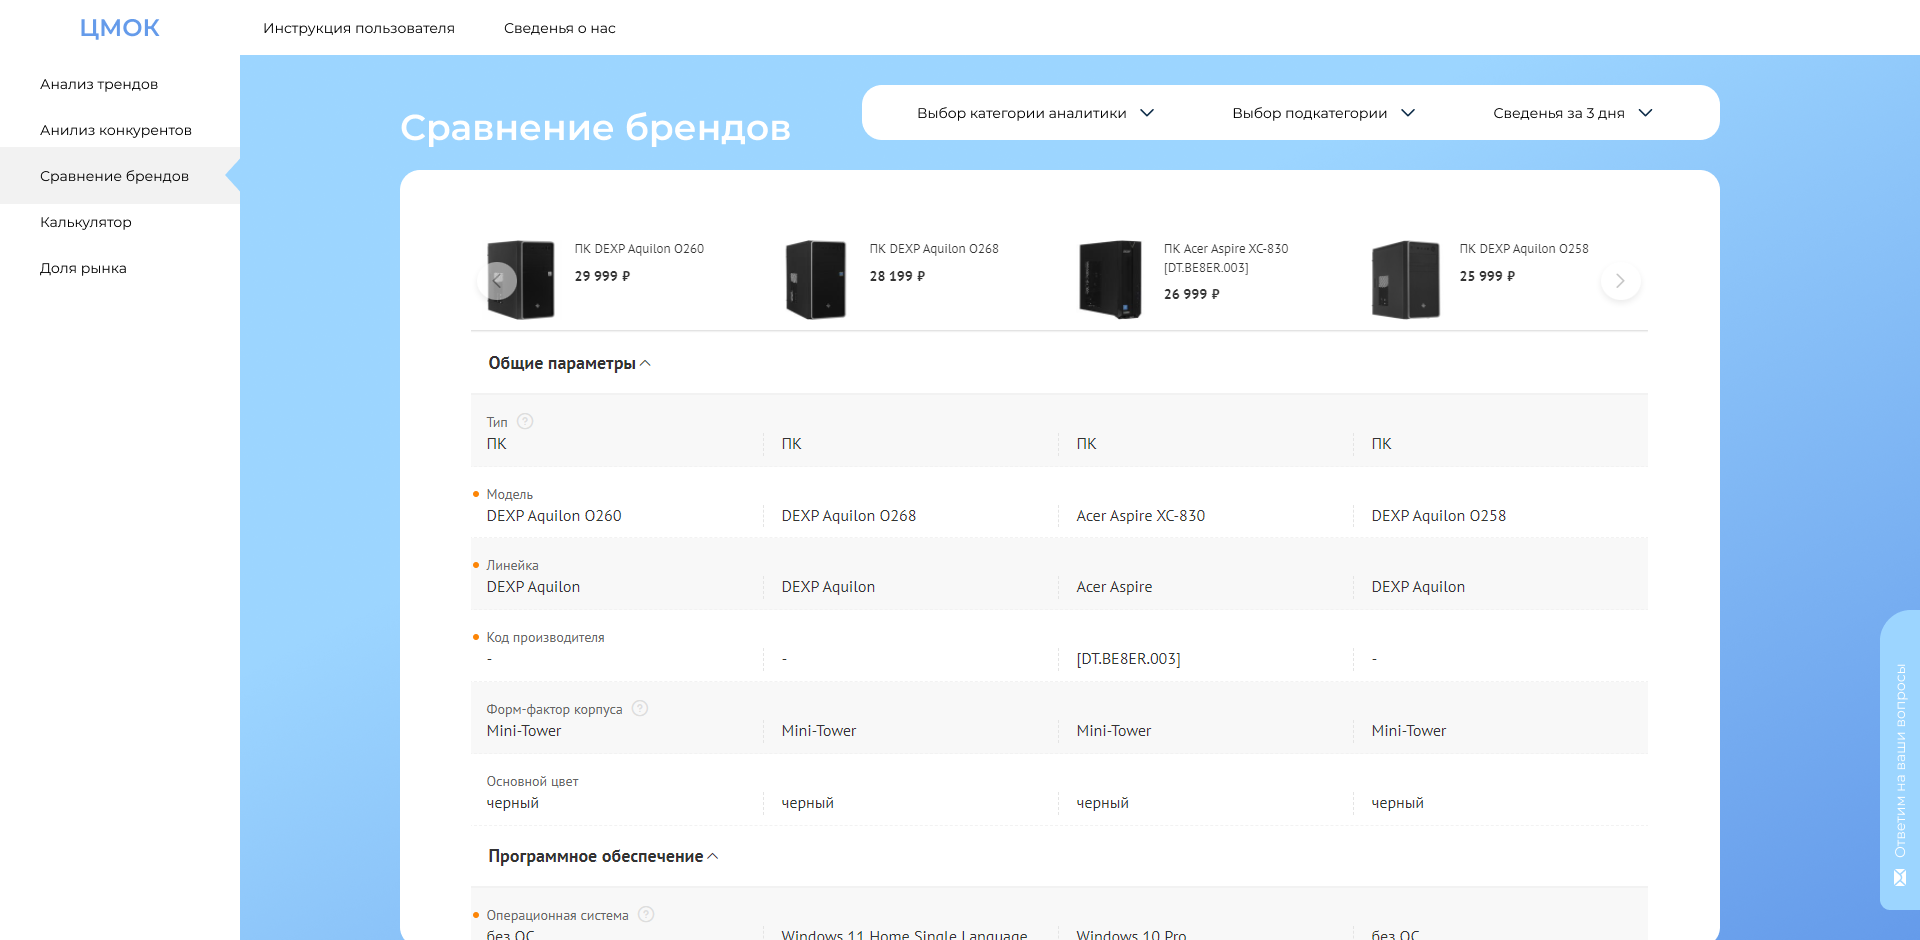 ЦМОК
Инструкция пользователя
Сведенья о нас
Анализ трендов
Анилиз конкурентов
Сравнение брендов
Калькулятор
Доля рынка
Сравнение брендов
Выбор категории аналитики
Выбор подкатегории
Сведенья за 3 дня
ПК DEXP Aquilon O260
29 999 ₽
ПК DEXP Aquilon O268
28 199 ₽
ПК Acer Aspire XC-830
[DT.BE8ER.003]
26 999 ₽
ПК DEXP Aquilon O258
25 999 ₽
Общие параметры
Тип ?
ПК ПК ПК ПК
Модель
DEXP Aquilon O260 DEXP Aquilon O268 Acer Aspire XC-830 DEXP Aquilon O258
Линейка
DEXP Aquilon DEXP Aquilon Acer Aspire DEXP Aquilon
Код производителя
- - [DT.BE8ER.003] -
Форм-фактор корпуса ?
Mini-Tower Mini-Tower Mini-Tower Mini-Tower
Основной цвет
черный черный черный черный
Программное обеспечение
Операционная система ?
без ОС Windows 11 Home Single Language Windows 10 Pro без ОС
Ответим на ваши вопросы